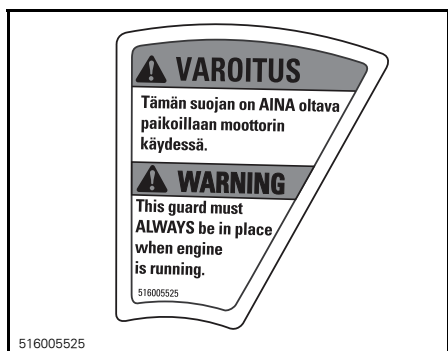 VAROITUS
Tämän suojan on AINA oltava
paikoillaan moottorin
käydessä.
WARNING
This guard must
ALWAYS be in place
when engine
is running.
516005525
516005525